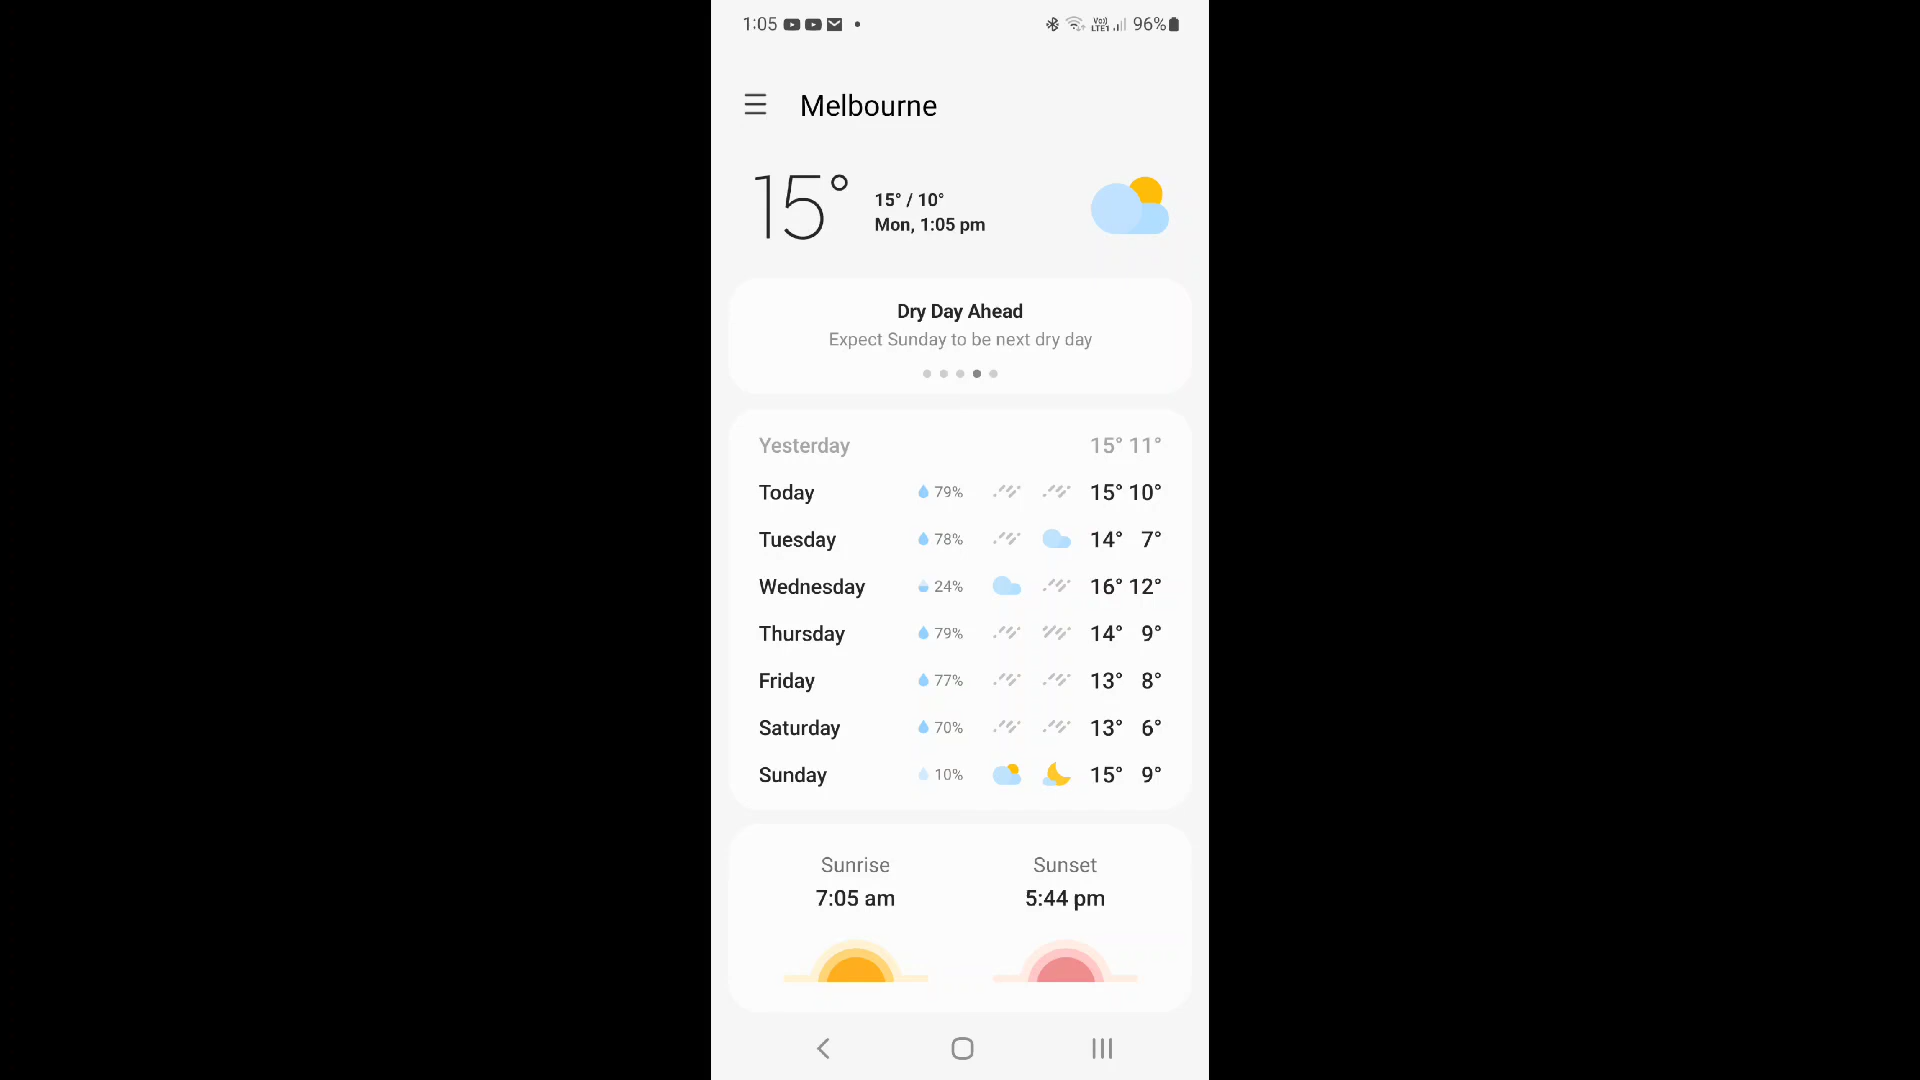 1:05 96%
Melbourne
15°
15° / 10°
Mon, 1:05 pm
Dry Day Ahead
Expect Sunday to be next dry day
Yesterday 15° 11°
Today 79% 15° 10°
Tuesday 78% 14° 7°
Wednesday 24% 16° 12°
Thursday 79% 14° 9°
Friday 77% 13° 8°
Saturday 70% 13° 6°
Sunday 10% 15° 9°
Sunrise Sunset
7:05 am 5:44 pm